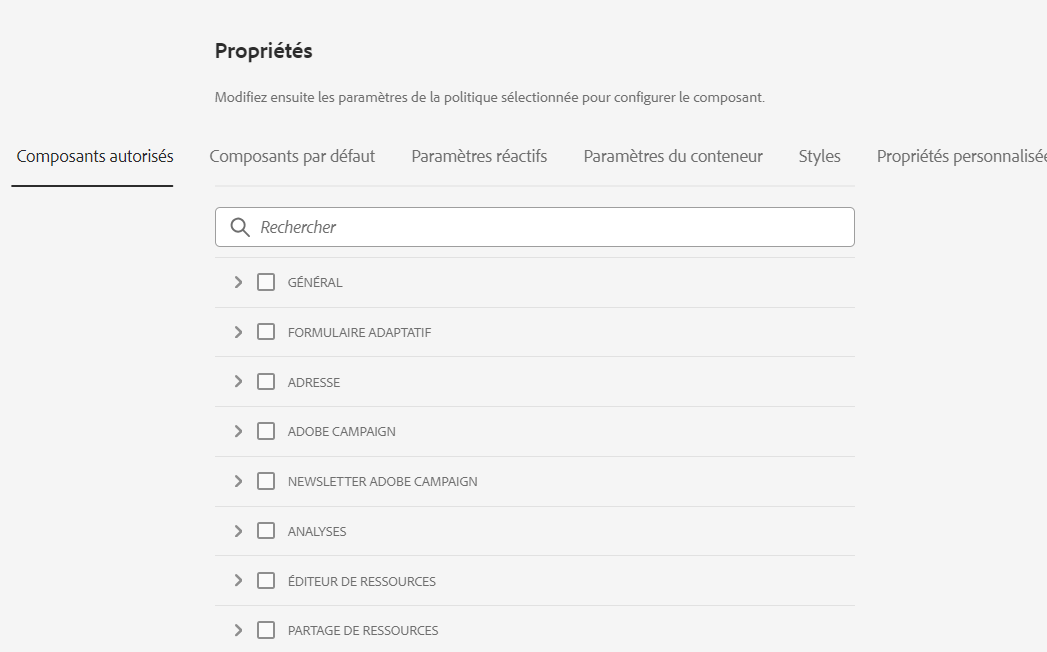 Propriétés
Modifiez ensuite les paramètres de la politique sélectionnée pour configurer le composant.
Composants autorisés Composants par défaut Paramètres réactifs Paramètres du conteneur Styles Propriétés personnalisée
Rechercher
GÉNÉRAL
FORMULAIRE ADAPTATIF
ADRESSE
ADOBE CAMPAIGN
NEWSLETTER ADOBE CAMPAIGN
ANALYSES
ÉDITEUR DE RESSOURCES
PARTAGE DE RESSOURCES